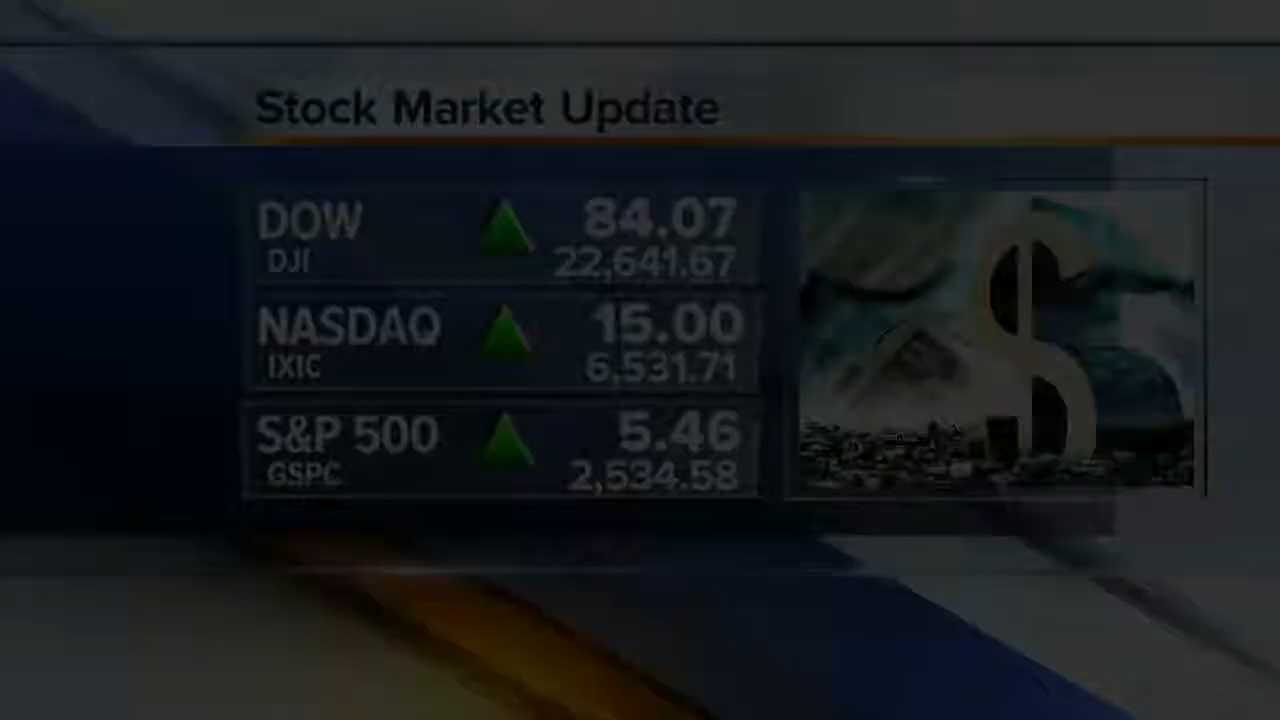 Stock Market Update
DOW 84.07
DJI 22,641.67
NASDAQ 15.00
IXIC 6,531.71
S&P 500 5.46
GSPC 2,534.58